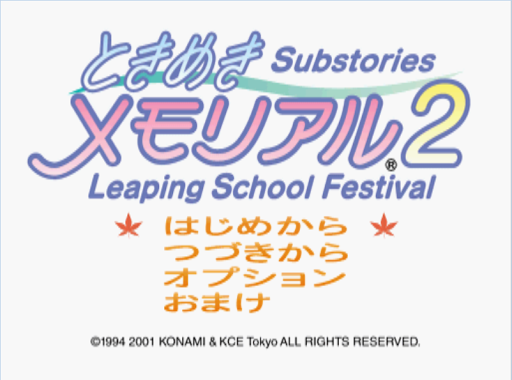 ときめき Substories
メモリアル®2
Leaping School Festival
はじめから
つづきから
オプション
おまけ
©1994 2001 KONAMI & KCE Tokyo ALL RIGHTS RESERVED.